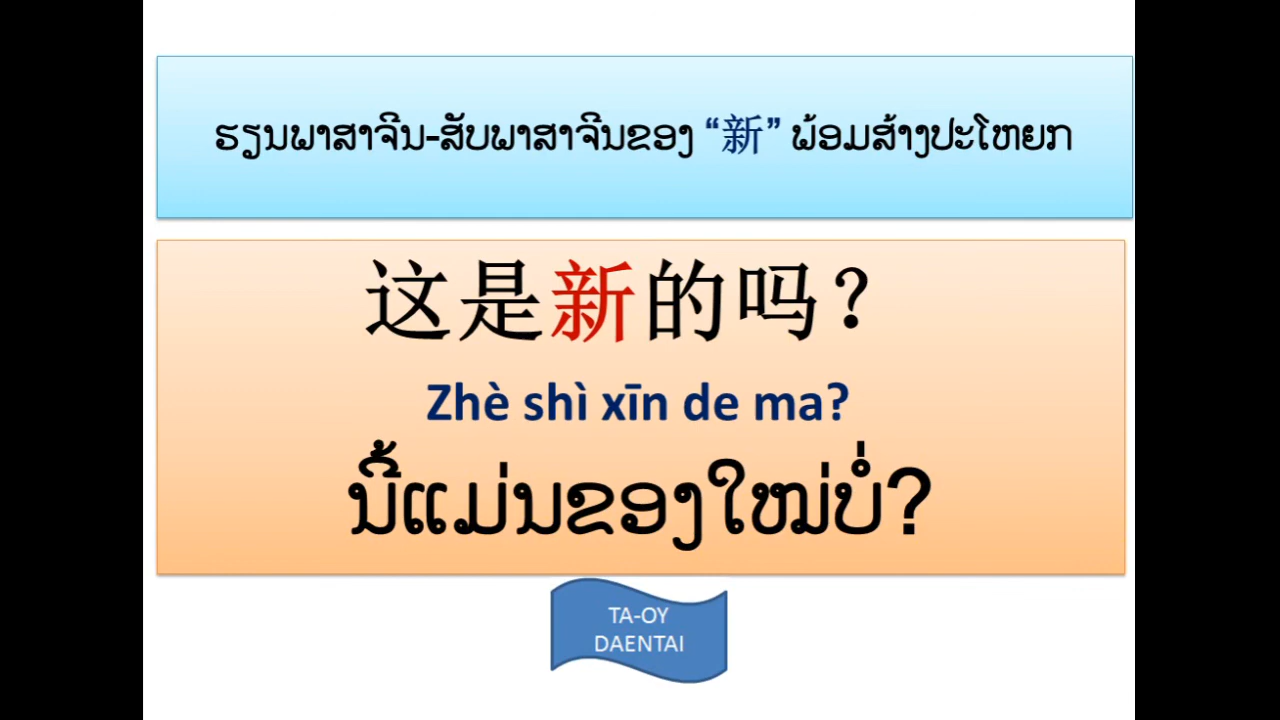 ຮຽນພາສາຈີນ-ສັບພາສາຈີນຂອງ “新” ພ້ອມສ້າງປະໂຫຍກ
这是新的吗？
Zhè shì xīn de ma?
ນີ້ແມ່ນຂອງໃໝ່ບໍ່?
TA-OY
DAENTAI